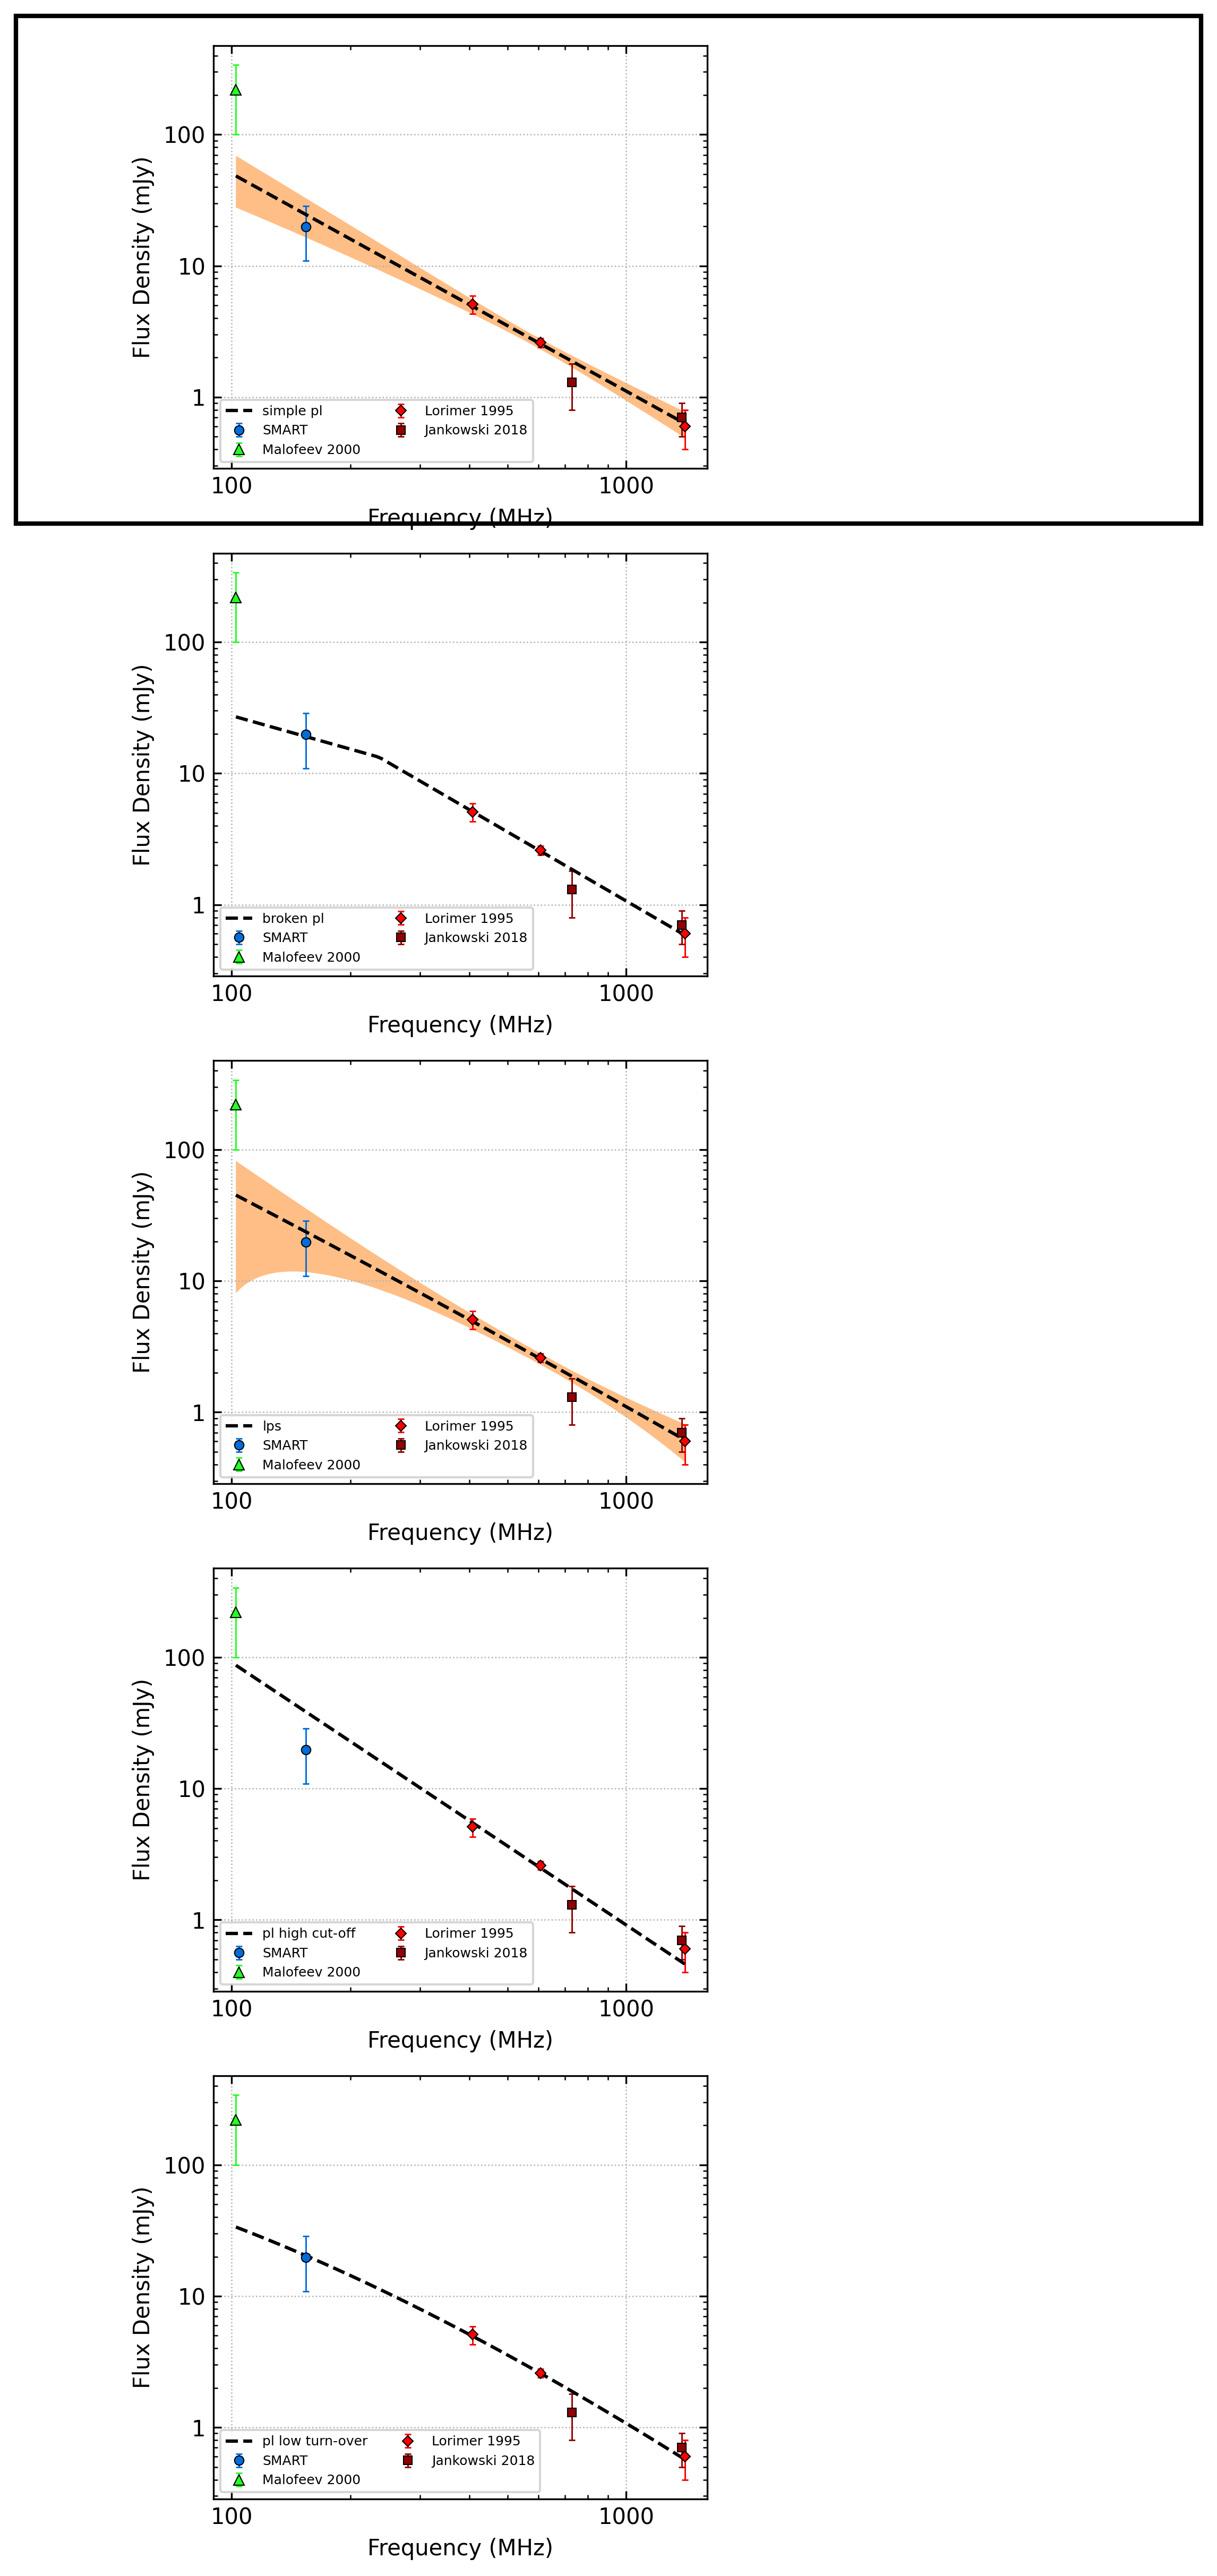 Flux Density (mJy)
100
10
1
simple pl
SMART
Malofeev 2000
Lorimer 1995
Jankowski 2018
100
1000
Frequency (MHz)
Flux Density (mJy)
100
10
1
broken pl
SMART
Malofeev 2000
Lorimer 1995
Jankowski 2018
100
1000
Frequency (MHz)
Flux Density (mJy)
100
10
1
lps
SMART
Malofeev 2000
Lorimer 1995
Jankowski 2018
100
1000
Frequency (MHz)
Flux Density (mJy)
100
10
1
pl high cut-off
SMART
Malofeev 2000
Lorimer 1995
Jankowski 2018
100
1000
Frequency (MHz)
Flux Density (mJy)
100
10
1
pl low turn-over
SMART
Malofeev 2000
Lorimer 1995
Jankowski 2018
100
1000
Frequency (MHz)